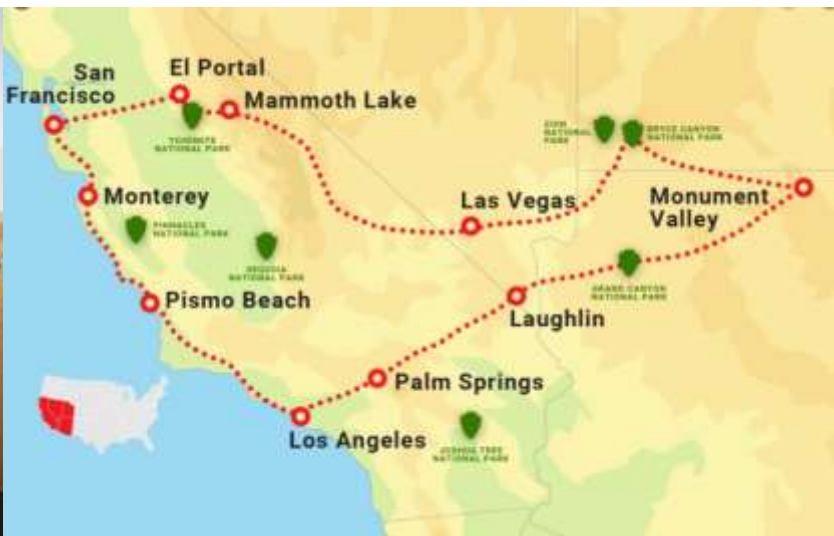 San
Francisco
El Portal
Mammoth Lake
YOSEMITE
NATIONAL PARK
ZION
NATIONAL
PARK
BRYCE CANYON
NATIONAL PARK
Monterey
PINNACLES
NATIONAL PARK
SEQUOIA
NATIONAL PARK
Las Vegas
Monument
Valley
GRAND CANYON
NATIONAL PARK
Pismo Beach
Laughlin
Palm Springs
Los Angeles
JOSHUA TREE
NATIONAL PARK